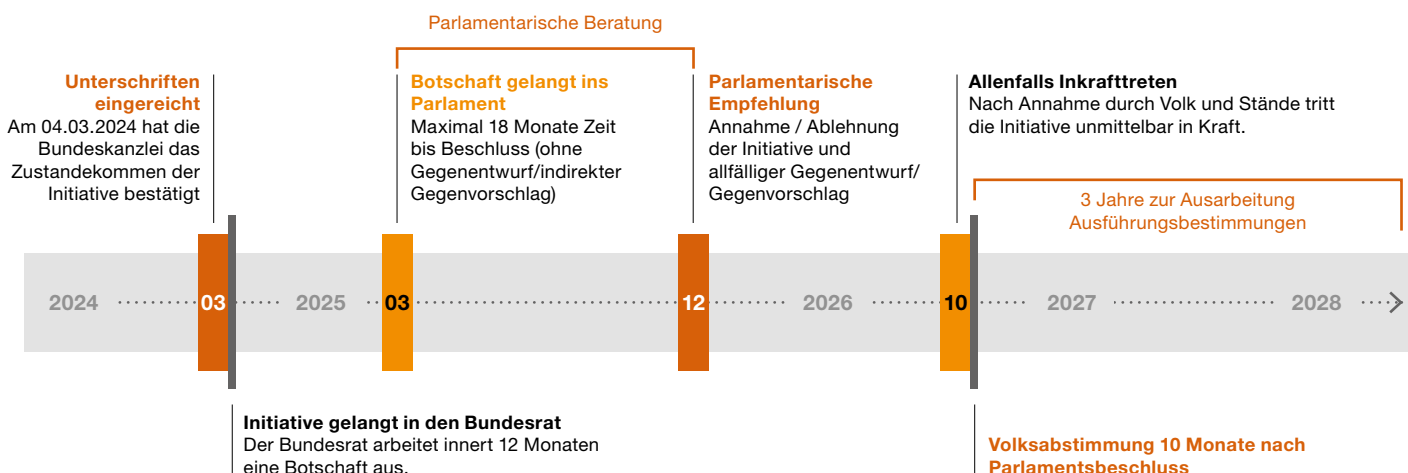 Parlamentarische Beratung
Unterschriften
eingereicht
Am 04.03.2024 hat die
Bundeskanzlei das
Zustandekommen der
Initiative bestätigt
Botschaft gelangt ins
Parlament
Maximal 18 Monate Zeit
bis Beschluss (ohne
Gegenentwurf/indirekter
Gegenvorschlag)
Parlamentarische
Empfehlung
Annahme / Ablehnung
der Initiative und
allfälliger Gegenentwurf/
Gegenvorschlag
Allenfalls Inkrafttreten
Nach Annahme durch Volk und Stände tritt
die Initiative unmittelbar in Kraft.
3 Jahre zur Ausarbeitung
Ausführungsbestimmungen
2024 03 2025 03 12 2026 10 2027 2028
Initiative gelangt in den Bundesrat
Der Bundesrat arbeitet innert 12 Monaten
eine Botschaft aus.
Volksabstimmung 10 Monate nach
Parlamentsbeschluss